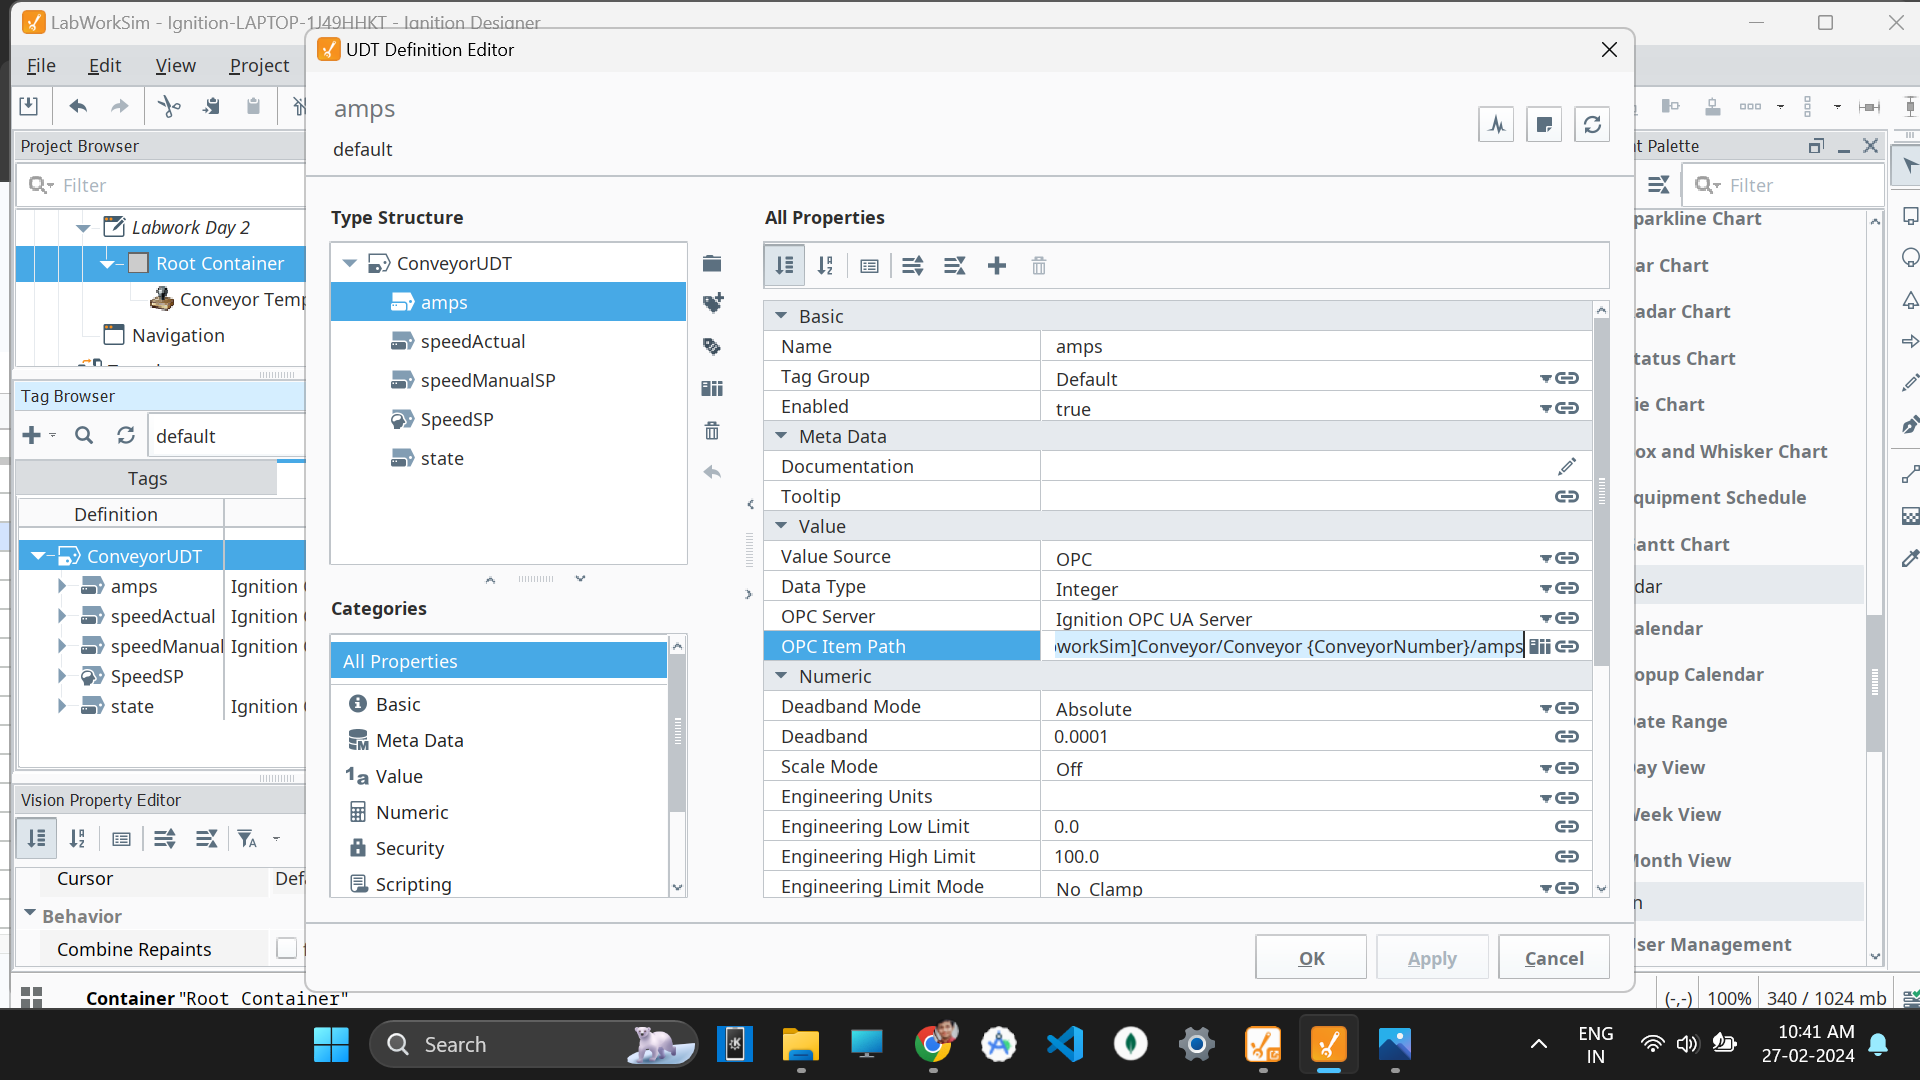 LabWorkSim - Ignition-LAPTOP-1J49HHKT - Ignition Designer
File Edit View Project
Project Browser
Filter
Labwork Day 2
Root Container
Conveyor Temp
Navigation
Tag Browser
default
Tags
Definition
ConveyorUDT
amps Ignition
speedActual Ignition
speedManual Ignition
SpeedSP
state Ignition
Vision Property Editor
Cursor
Behavior
Combine Repaints
Container "Root Container"
UDT Definition Editor
amps
default
Type Structure
ConveyorUDT
amps
speedActual
speedManualSP
SpeedSP
state
Categories
All Properties
Basic
Meta Data
1a Value
Numeric
Security
Scripting
All Properties
Basic
Name amps
Tag Group Default
Enabled true
Meta Data
Documentation
Tooltip
Value
Value Source OPC
Data Type Integer
OPC Server Ignition OPC UA Server
OPC Item Path workSim]Conveyor/Conveyor {ConveyorNumber}/amps
Numeric
Deadband Mode Absolute
Deadband 0.0001
Scale Mode Off
Engineering Units
Engineering Low Limit 0.0
Engineering High Limit 100.0
Engineering Limit Mode No_Clamp
OK Apply Cancel
t Palette
Filter
parkline Chart
ar Chart
adar Chart
tatus Chart
ie Chart
ox and Whisker Chart
quipment Schedule
antt Chart
dar
alendar
opup Calendar
ate Range
ay View
Week View
Month View
n
ser Management
(-,-) 100% 340 / 1024 mb
Search
ENG
IN
10:41 AM
27-02-2024